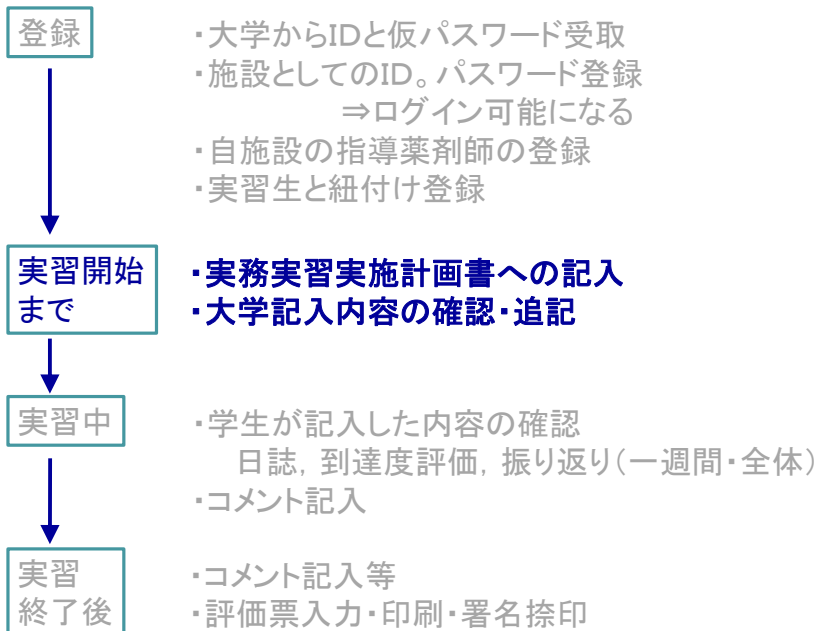 登録
・大学からIDと仮パスワード受取
・施設としてのID。パスワード登録
⇒ログイン可能になる
・自施設の指導薬剤師の登録
・実習生と紐付け登録
実習開始
まで
・実務実習実施計画書への記入
・大学記入内容の確認・追記
実習中
・学生が記入した内容の確認
日誌，到達度評価，振り返り（一週間・全体）
・コメント記入
実習
終了後
・コメント記入等
・評価票入力・印刷・署名捺印